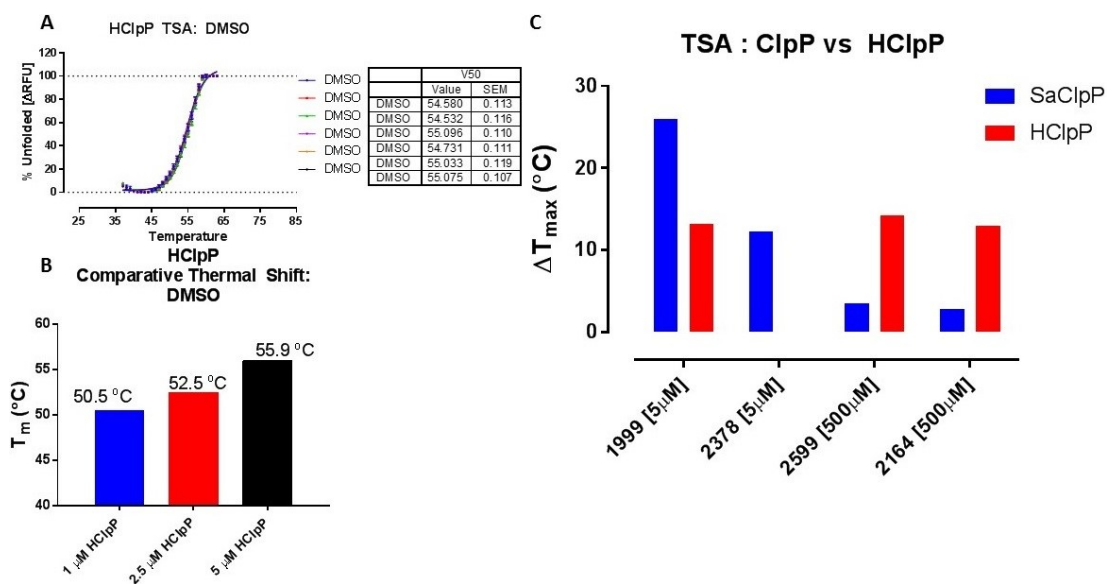 A
HClpP TSA: DMSO
% Unfolded [ΔRFU]
120
100
80
60
40
20
0
25 35 45 55 65 75 85
Temperature
DMSO
DMSO
DMSO
DMSO
DMSO
DMSO
V50
Value SEM
DMSO 54.580 0.113
DMSO 54.532 0.116
DMSO 55.096 0.110
DMSO 54.731 0.111
DMSO 55.033 0.119
DMSO 55.075 0.107
B
HClpP
Comparative Thermal Shift:
DMSO
Tm (°C)
60
55
50
45
40
50.5 °C
52.5 °C
55.9 °C
1 µM HClpP
2.5 µM HClpP
5 µM HClpP
C
TSA : ClpP vs HClpP
ΔTmax (°C)
30
20
10
0
SaClpP
HClpP
1999 [5µM]
2378 [5µM]
2599 [500µM]
2164 [500µM]